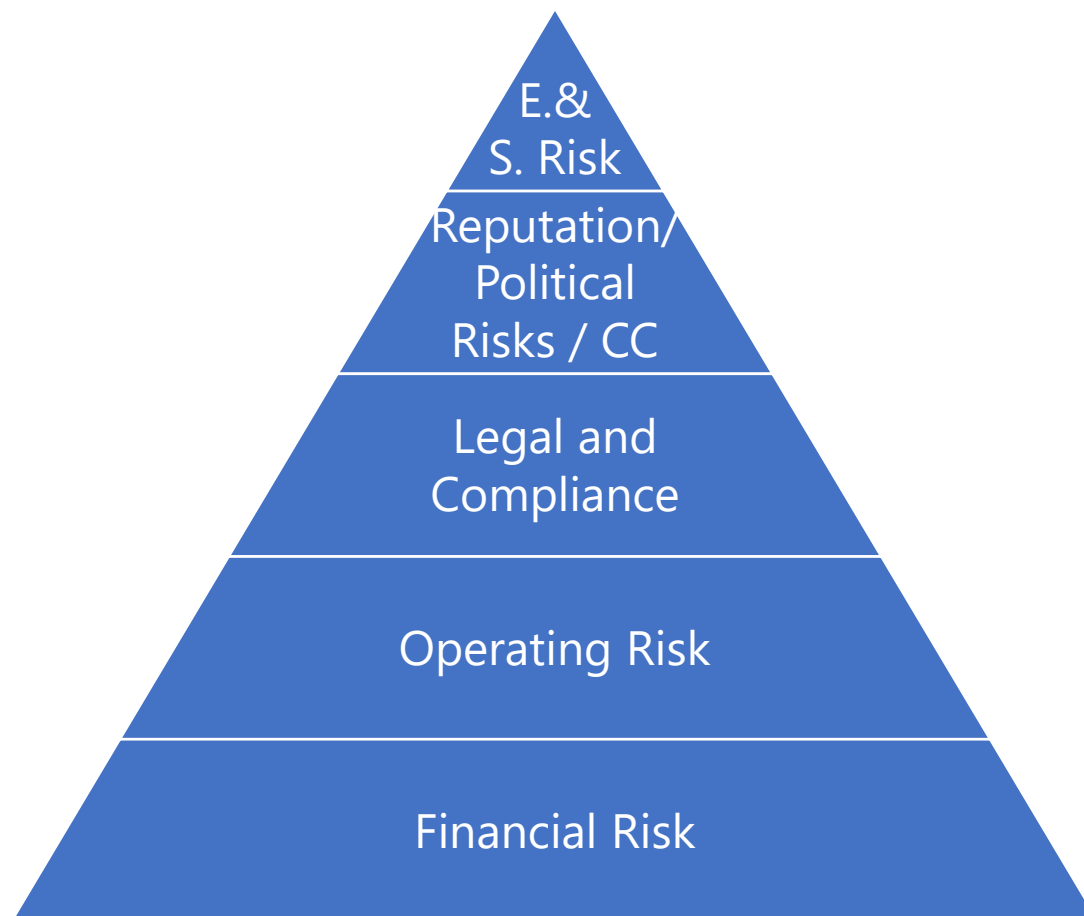 E.&
S. Risk
Reputation/
Political
Risks / CC
Legal and
Compliance
Operating Risk
Financial Risk